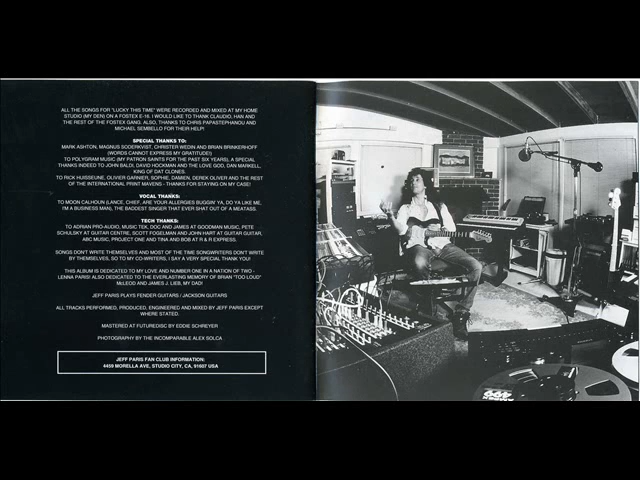 ALL THE SONGS FOR "LUCKY THIS TIME" WERE RECORDED AND MIXED AT MY HOME
STUDIO (MY DEN) ON A FOSTEX E-16. I WOULD LIKE TO THANK CLAUDIO, HAN AND
THE REST OF THE FOSTEX GANG. ALSO, THANKS TO CHRIS PAPASTEPHANOU AND
MICHAEL SEMBELLO FOR THEIR HELP!
SPECIAL THANKS TO:
MARK ASHTON, MAGNUS SODERKVIST, CHRISTER WEDIN AND BRIAN BRINKERHOFF
(WORDS CANNOT EXPRESS MY GRATITUDE!)
TO POLYGRAM MUSIC (MY PATRON SAINTS FOR THE PAST SIX YEARS), A SPECIAL
THANKS INDEED TO JOHN BALDI, DAVID HOCKMAN AND THE LOVE GOD, DAN MARKELL,
KING OF DAT CLONES.
TO RICK HUISSEUNE, OLIVIER GARNIER, SOPHIE, DAMIEN, DEREK OLIVER AND THE REST
OF THE INTERNATIONAL PRINT MAVENS - THANKS FOR STAYING ON MY CASE!
VOCAL THANKS:
TO MOON CALHOUN (LANCE, CHEF, ARE YOUR ALLERGIES BUGGIN' YA, DO YA LIKE ME,
I'M A BUSINESS MAN), THE BADDEST SINGER THAT EVER SHAT OUT OF A MEATASS.
TECH THANKS:
TO ADRIAN PRO-AUDIO, MUSIC TEK, DOC AND JAMES AT GOODMAN MUSIC, PETE
SCHULSKY AT GUITAR CENTRE, SCOTT FOGELMAN AND JOHN HART AT GUITAR GUITAR,
ABC MUSIC, PROJECT ONE AND TINA AND BOB AT R & R EXPRESS.
SONGS DON'T WRITE THEMSELVES AND MOST OF THE TIME SONGWRITERS DON'T WRITE
BY THEMSELVES, SO TO MY CO-WRITERS, I SAY A VERY SPECIAL THANK YOU!
THIS ALBUM IS DEDICATED TO MY LOVE AND NUMBER ONE IN A NATION OF TWO -
LENNA PARIS! ALSO DEDICATED TO THE EVERLASTING MEMORY OF BRIAN "TOO LOUD"
McLEOD AND JAMES J. LIEB, MY DAD!
JEFF PARIS PLAYS FENDER GUITARS / JACKSON GUITARS
ALL TRACKS PERFORMED, PRODUCED, ENGINEERED AND MIXED BY JEFF PARIS EXCEPT
WHERE STATED.
MASTERED AT FUTUREDISC BY EDDIE SCHREYER
PHOTOGRAPHY BY THE INCOMPARABLE ALEX SOLCA
JEFF PARIS FAN CLUB INFORMATION:
4459 MORELLA AVE, STUDIO CITY, CA, 91607 USA
AMPEX
499